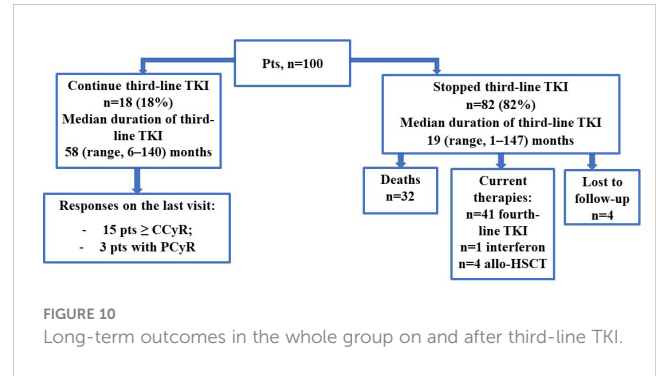 Pts, n=100
Continue third-line TKI
n=18 (18%)
Median duration of third-
line TKI
58 (range, 6–140) months
Stopped third-line TKI
n=82 (82%)
Median duration of third-line TKI
19 (range, 1–147) months
Responses on the last visit:
- 15 pts ≥ CCyR;
- 3 pts with PCyR
Deaths
n=32
Current
therapies:
n=41 fourth-
line TKI
n=1 interferon
n=4 allo-HSCT
Lost to
follow-up
n=4
FIGURE 10
Long-term outcomes in the whole group on and after third-line TKI.